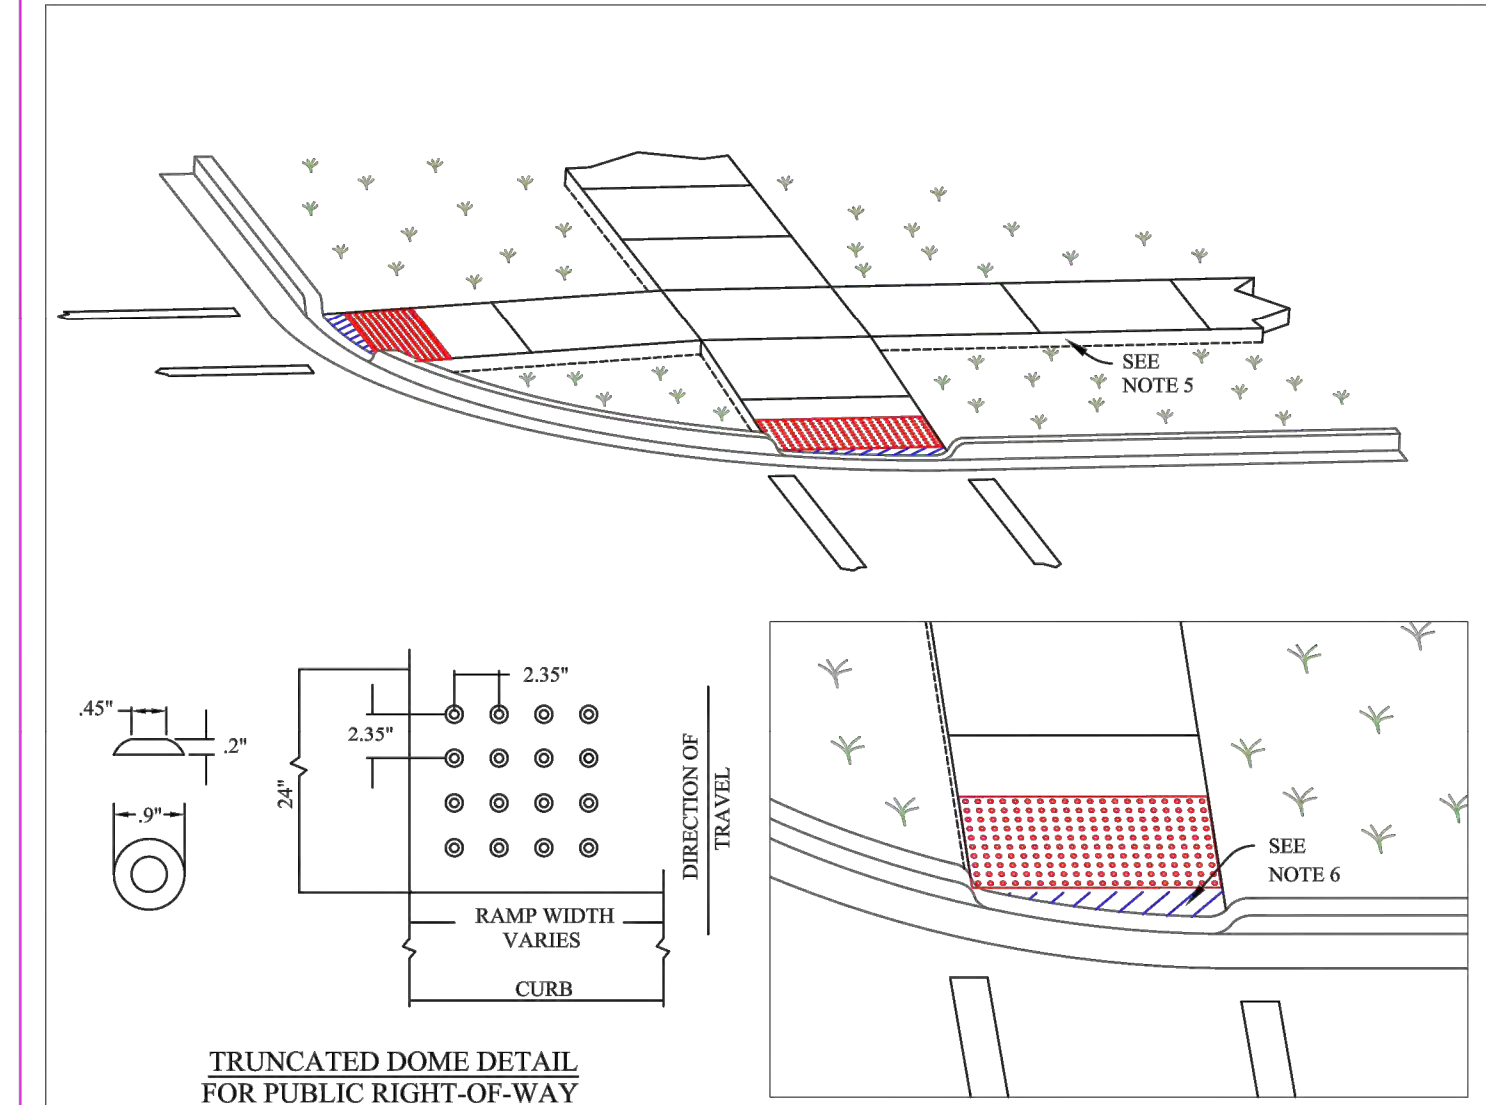 SEE
NOTE 5
2.35"
.45"
2.35"
.2"
24"
.9"
DIRECTION OF
TRAVEL
SEE
NOTE 6
RAMP WIDTH
VARIES
CURB
TRUNCATED DOME DETAIL
FOR PUBLIC RIGHT-OF-WAY